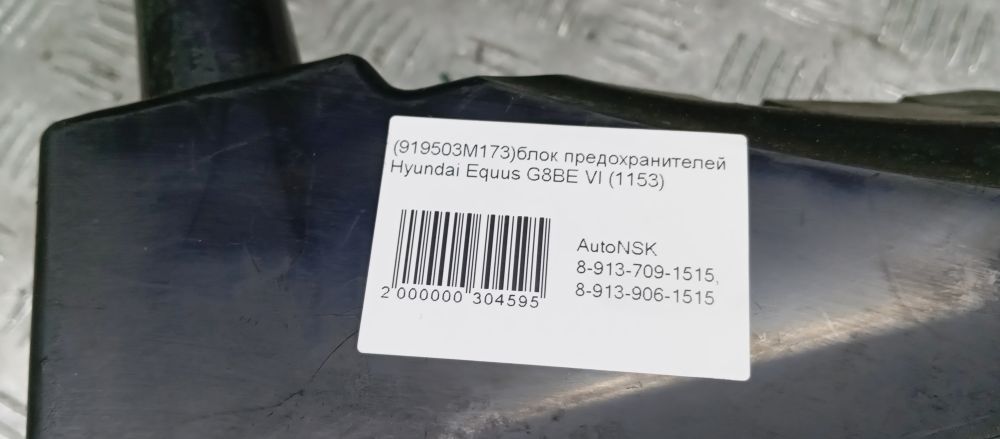 (919503M173)блок предохранителей
Hyundai Equus G8BE VI (1153)
AutoNSK
8-913-709-1515,
8-913-906-1515
2 000000 304595